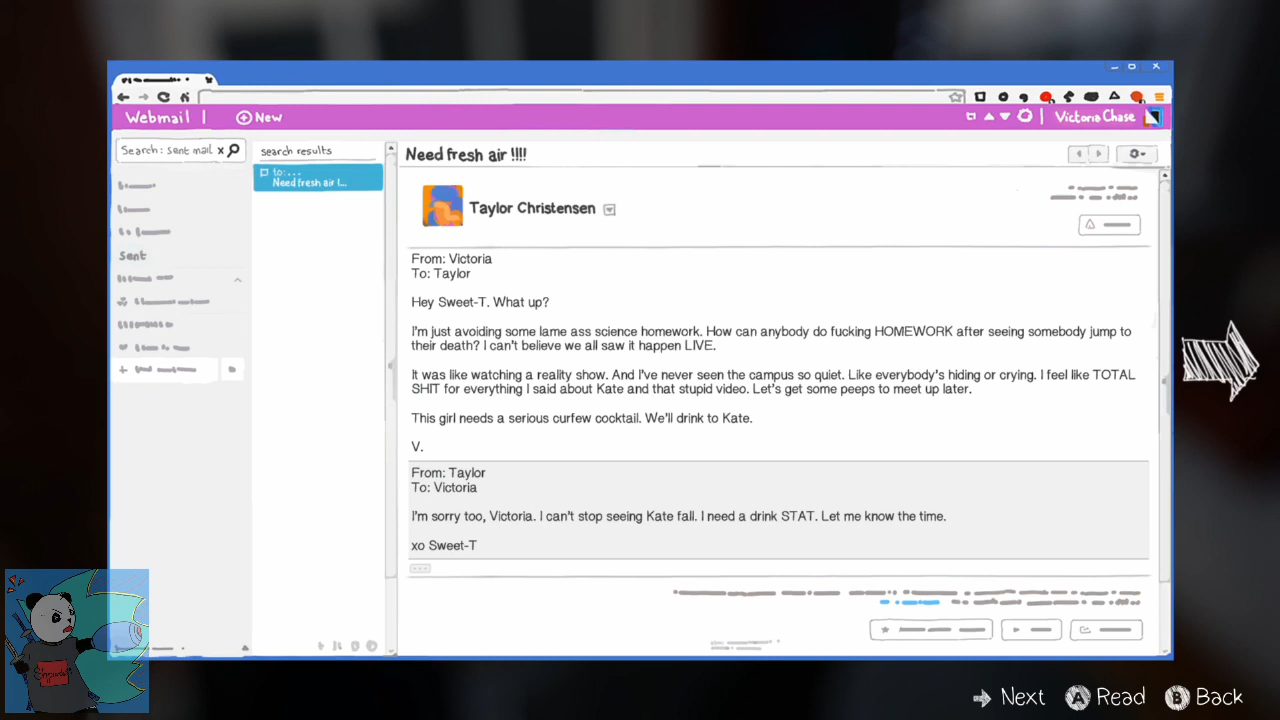 Webmail
New
Victoria Chase
Search: sent mail x
search results
Need fresh air !!!!
to:...
Need fresh air !...
Taylor Christensen
Sent
From: Victoria
To: Taylor
Hey Sweet-T. What up?
I'm just avoiding some lame ass science homework. How can anybody do fucking HOMEWORK after seeing somebody jump to
their death? I can't believe we all saw it happen LIVE.
It was like watching a reality show. And I've never seen the campus so quiet. Like everybody's hiding or crying. I feel like TOTAL
SHIT for everything I said about Kate and that stupid video. Let's get some peeps to meet up later.
This girl needs a serious curfew cocktail. We'll drink to Kate.
V.
From: Taylor
To: Victoria
I'm sorry too, Victoria. I can't stop seeing Kate fall. I need a drink STAT. Let me know the time.
xo Sweet-T
Next
A Read
B Back